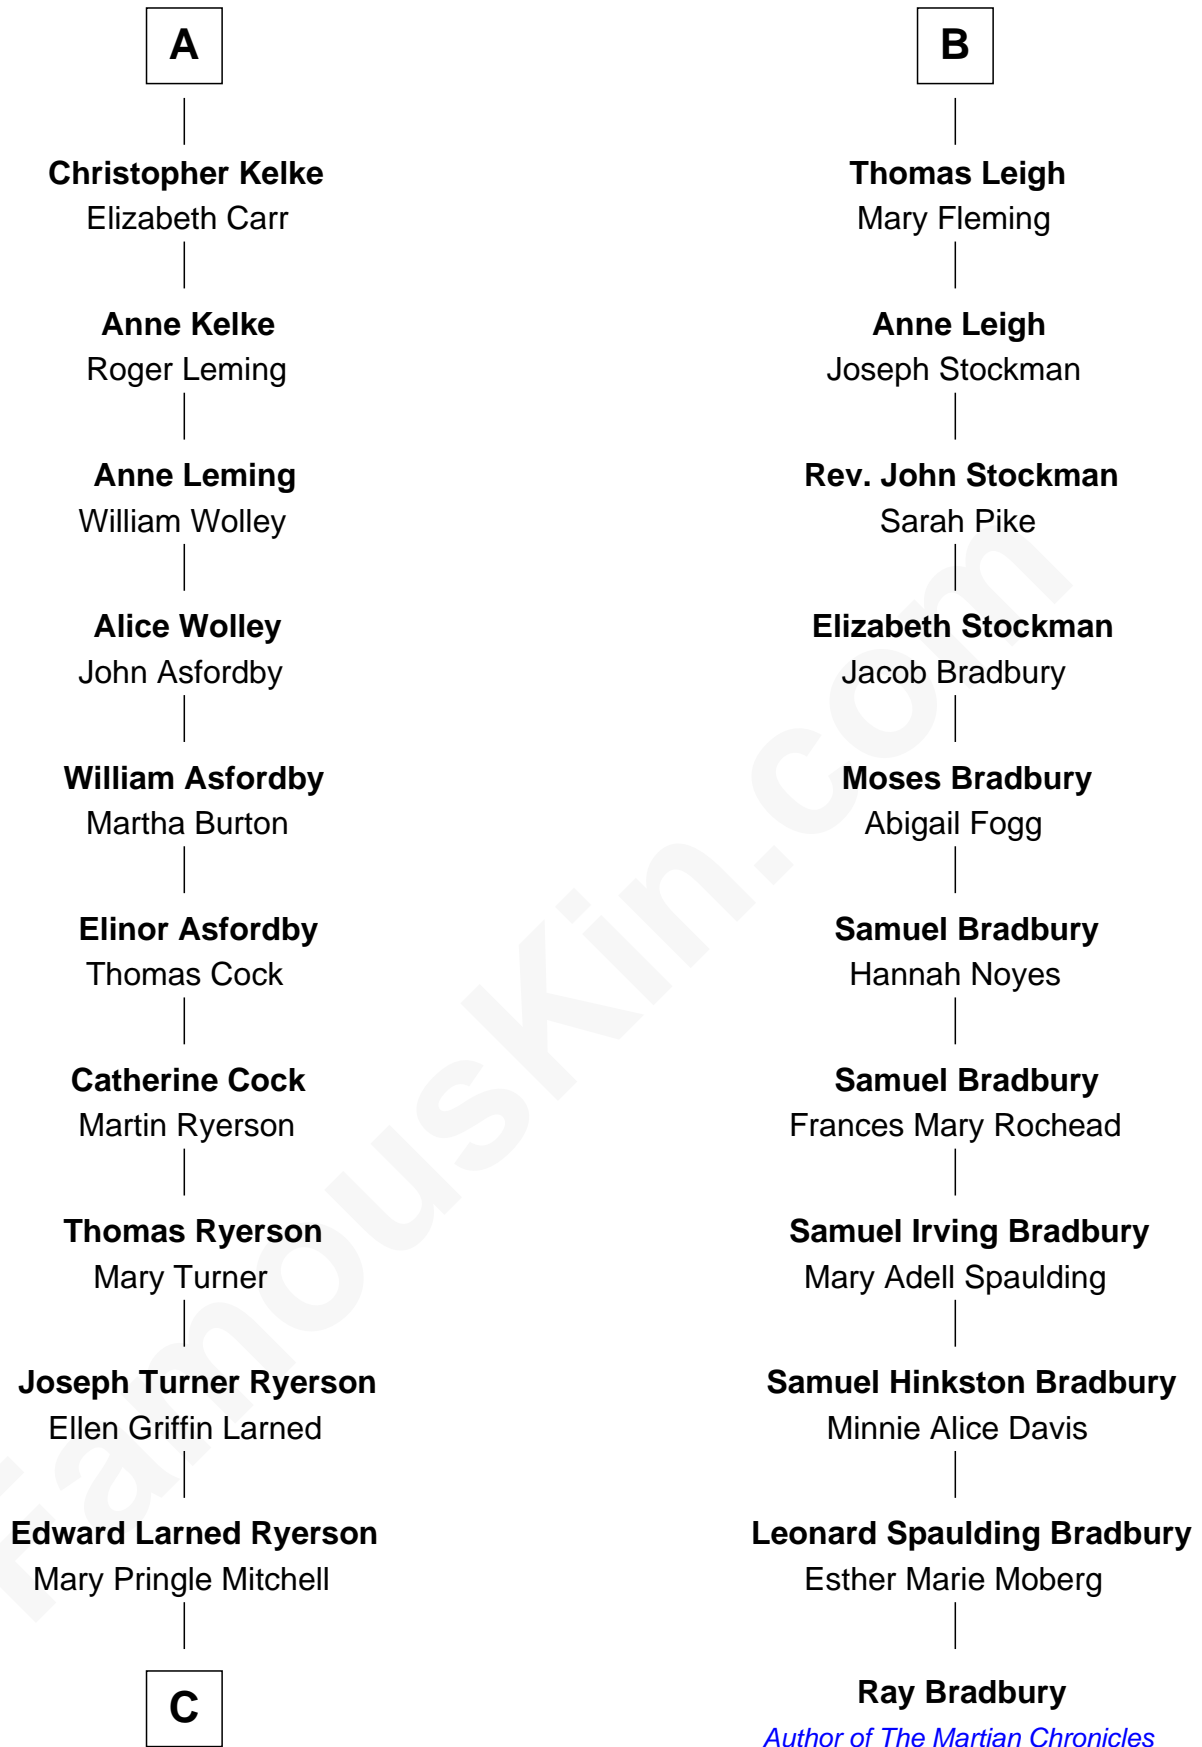 A
Christopher Kelke
Elizabeth Carr
Anne Kelke
Roger Leming
Anne Leming
William Wolley
Alice Wolley
John Asfordby
William Asfordby
Martha Burton
Elinor Asfordby
Thomas Cock
Catherine Cock
Martin Ryerson
Thomas Ryerson
Mary Turner
Joseph Turner Ryerson
Ellen Griffin Larned
Edward Larned Ryerson
Mary Pringle Mitchell
C
B
Thomas Leigh
Mary Fleming
Anne Leigh
Joseph Stockman
Rev. John Stockman
Sarah Pike
Elizabeth Stockman
Jacob Bradbury
Moses Bradbury
Abigail Fogg
Samuel Bradbury
Hannah Noyes
Samuel Bradbury
Frances Mary Rochead
Samuel Irving Bradbury
Mary Adell Spaulding
Samuel Hinkston Bradbury
Minnie Alice Davis
Leonard Spaulding Bradbury
Esther Marie Moberg
Ray Bradbury
Author of The Martian Chronicles
FamousKin.com